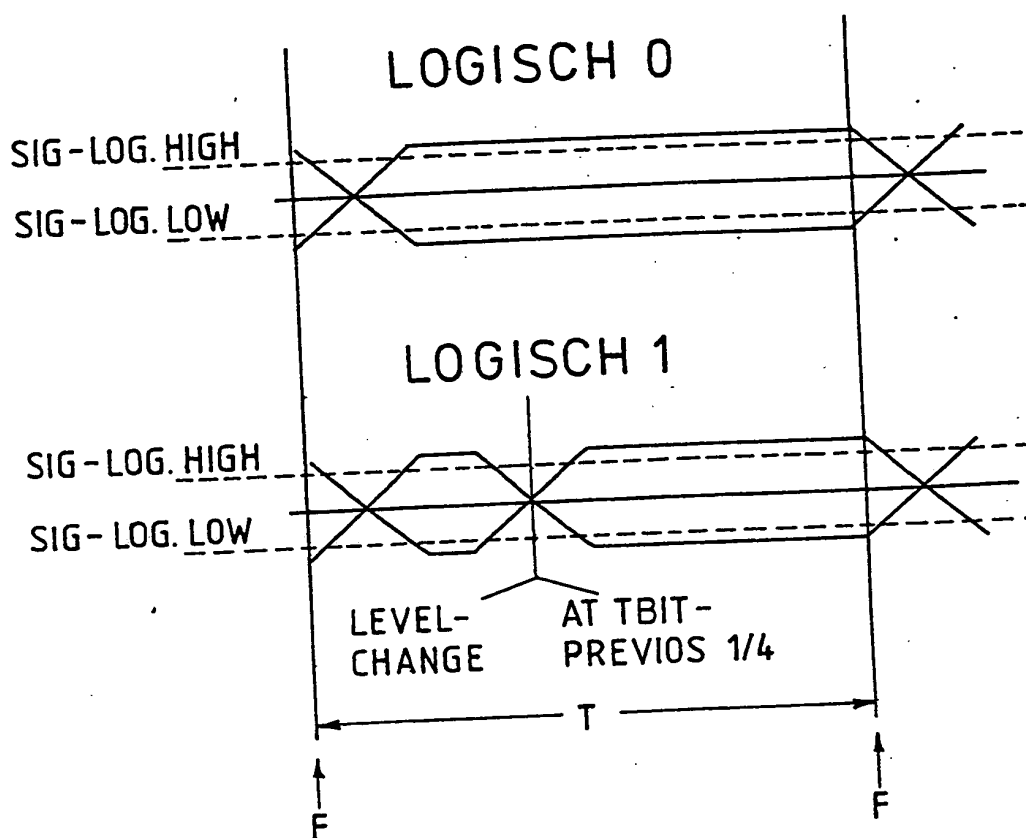 LOGISCH 0
SIG-LOG. HIGH
SIG-LOG. LOW
LOGISCH 1
SIG-LOG. HIGH
SIG-LOG. LOW
LEVEL-
CHANGE
AT TBIT-
PREVIOS 1/4
T
F
F